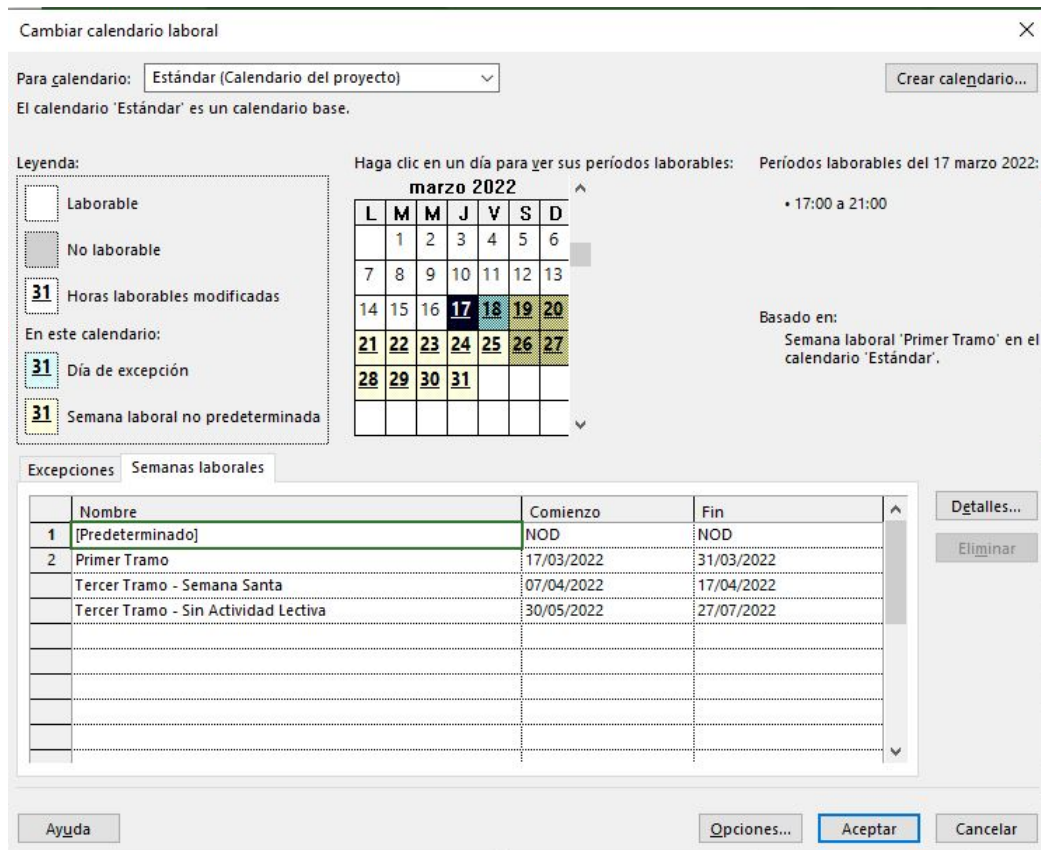 Cambiar calendario laboral
Para calendario: Estándar (Calendario del proyecto)
Crear calendario...
El calendario 'Estándar' es un calendario base.
Leyenda:
Laborable
No laborable
31 Horas laborables modificadas
En este calendario:
31 Día de excepción
31 Semana laboral no predeterminada
Haga clic en un día para ver sus períodos laborables:
marzo 2022
L M M J V S D
1 2 3 4 5 6
7 8 9 10 11 12 13
14 15 16 17 18 19 20
21 22 23 24 25 26 27
28 29 30 31
Períodos laborables del 17 marzo 2022:
• 17:00 a 21:00
Basado en:
Semana laboral 'Primer Tramo' en el
calendario 'Estándar'.
Excepciones Semanas laborales
Nombre Comienzo Fin
1 [Predeterminado] NOD NOD
2 Primer Tramo 17/03/2022 31/03/2022
Tercer Tramo - Semana Santa 07/04/2022 17/04/2022
Tercer Tramo - Sin Actividad Lectiva 30/05/2022 27/07/2022
Detalles...
Eliminar
Ayuda Opciones... Aceptar Cancelar